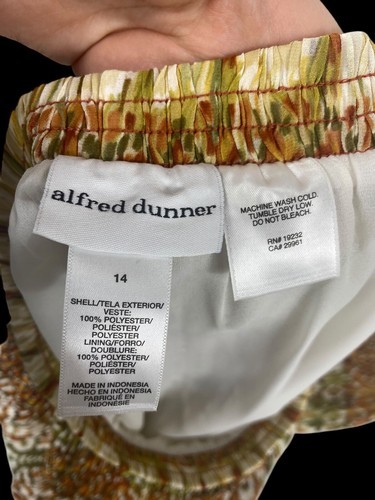 alfred dunner
14
SHELL/TELA EXTERIOR/
VESTE:
100% POLYESTER/
POLIÉSTER/
POLYESTER
LINING/FORRO/
DOUBLURE:
100% POLYESTER/
POLIÉSTER/
POLYESTER
MADE IN INDONESIA
HECHO EN INDONESIA
FABRIQUÉ EN
INDONÉSIE
MACHINE WASH COLD.
TUMBLE DRY LOW.
DO NOT BLEACH.
RN# 19232
CA# 29961